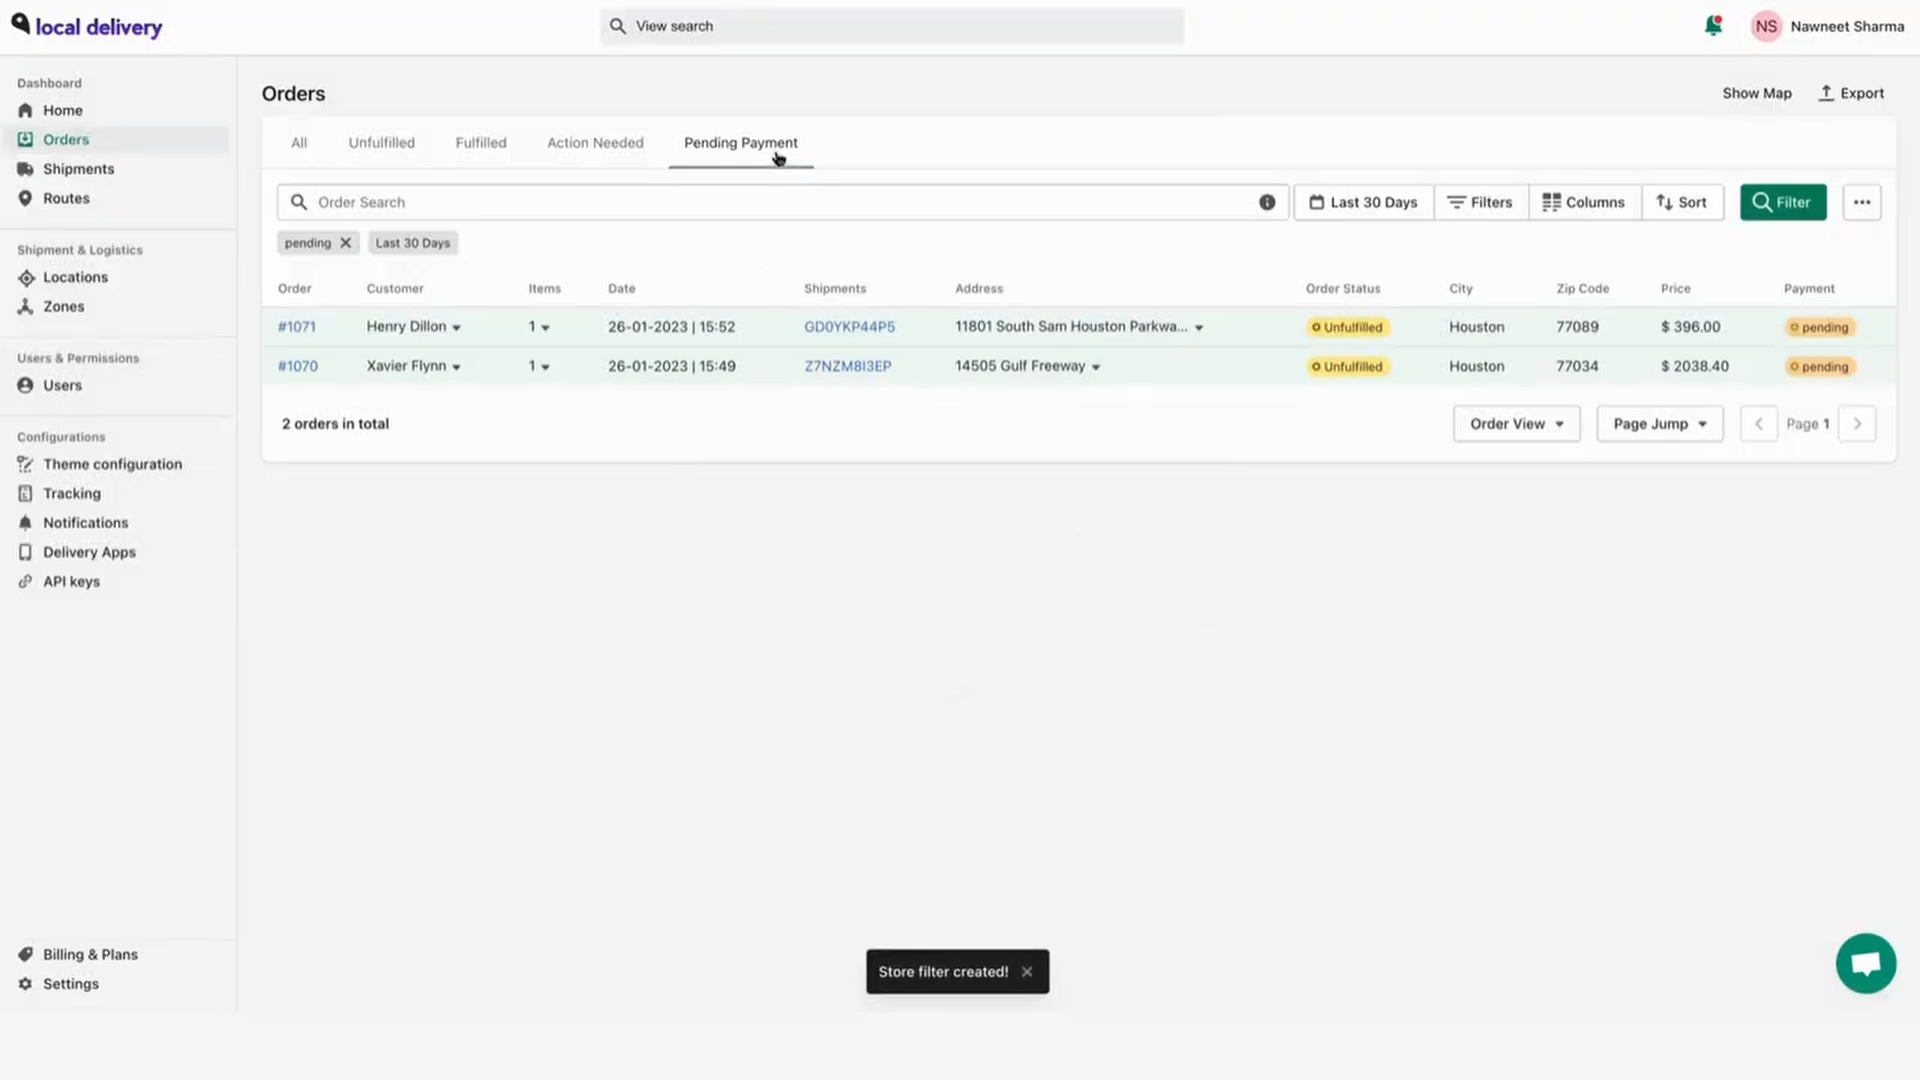 local delivery
View search
NS
Nawneet Sharma
Dashboard
Home
Orders
Shipments
Routes
Shipment & Logistics
Locations
Zones
Users & Permissions
Users
Configurations
Theme configuration
Tracking
Notifications
Delivery Apps
API keys
Billing & Plans
Settings
Orders
Show Map
Export
All Unfulfilled Fulfilled Action Needed Pending Payment
Order Search
Last 30 Days Filters Columns Sort Filter
pending Last 30 Days
Order Customer Items Date Shipments Address Order Status City Zip Code Price Payment
#1071 Henry Dillon 1 26-01-2023 | 15:52 GD0YKP44P5 11801 South Sam Houston Parkwa... Unfulfilled Houston 77089 $ 396.00 pending
#1070 Xavier Flynn 1 26-01-2023 | 15:49 Z7NZM8I3EP 14505 Gulf Freeway Unfulfilled Houston 77034 $ 2038.40 pending
2 orders in total
Order View
Page Jump
Page 1
Store filter created!